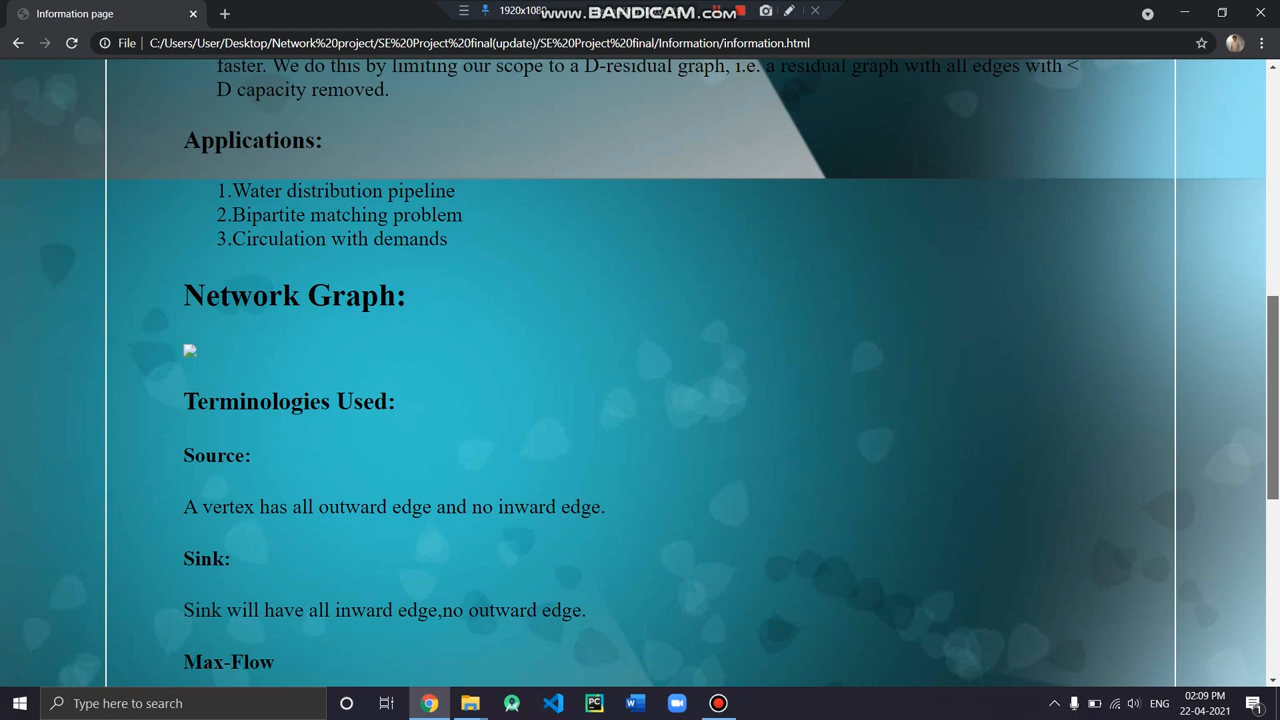 1920x1080
www.BANDICAM.com
Information page
File
C:/Users/User/Desktop/Network%20project/SE%20Project%20final(update)/SE%20Project%20final/Information/information.html
faster. We do this by limiting our scope to a D-residual graph, i.e. a residual graph with all edges with <
D capacity removed.
Applications:
1.Water distribution pipeline
2.Bipartite matching problem
3.Circulation with demands
Network Graph:
Terminologies Used:
Source:
A vertex has all outward edge and no inward edge.
Sink:
Sink will have all inward edge,no outward edge.
Max-Flow
Type here to search
ENG
02:09 PM
22-04-2021
1